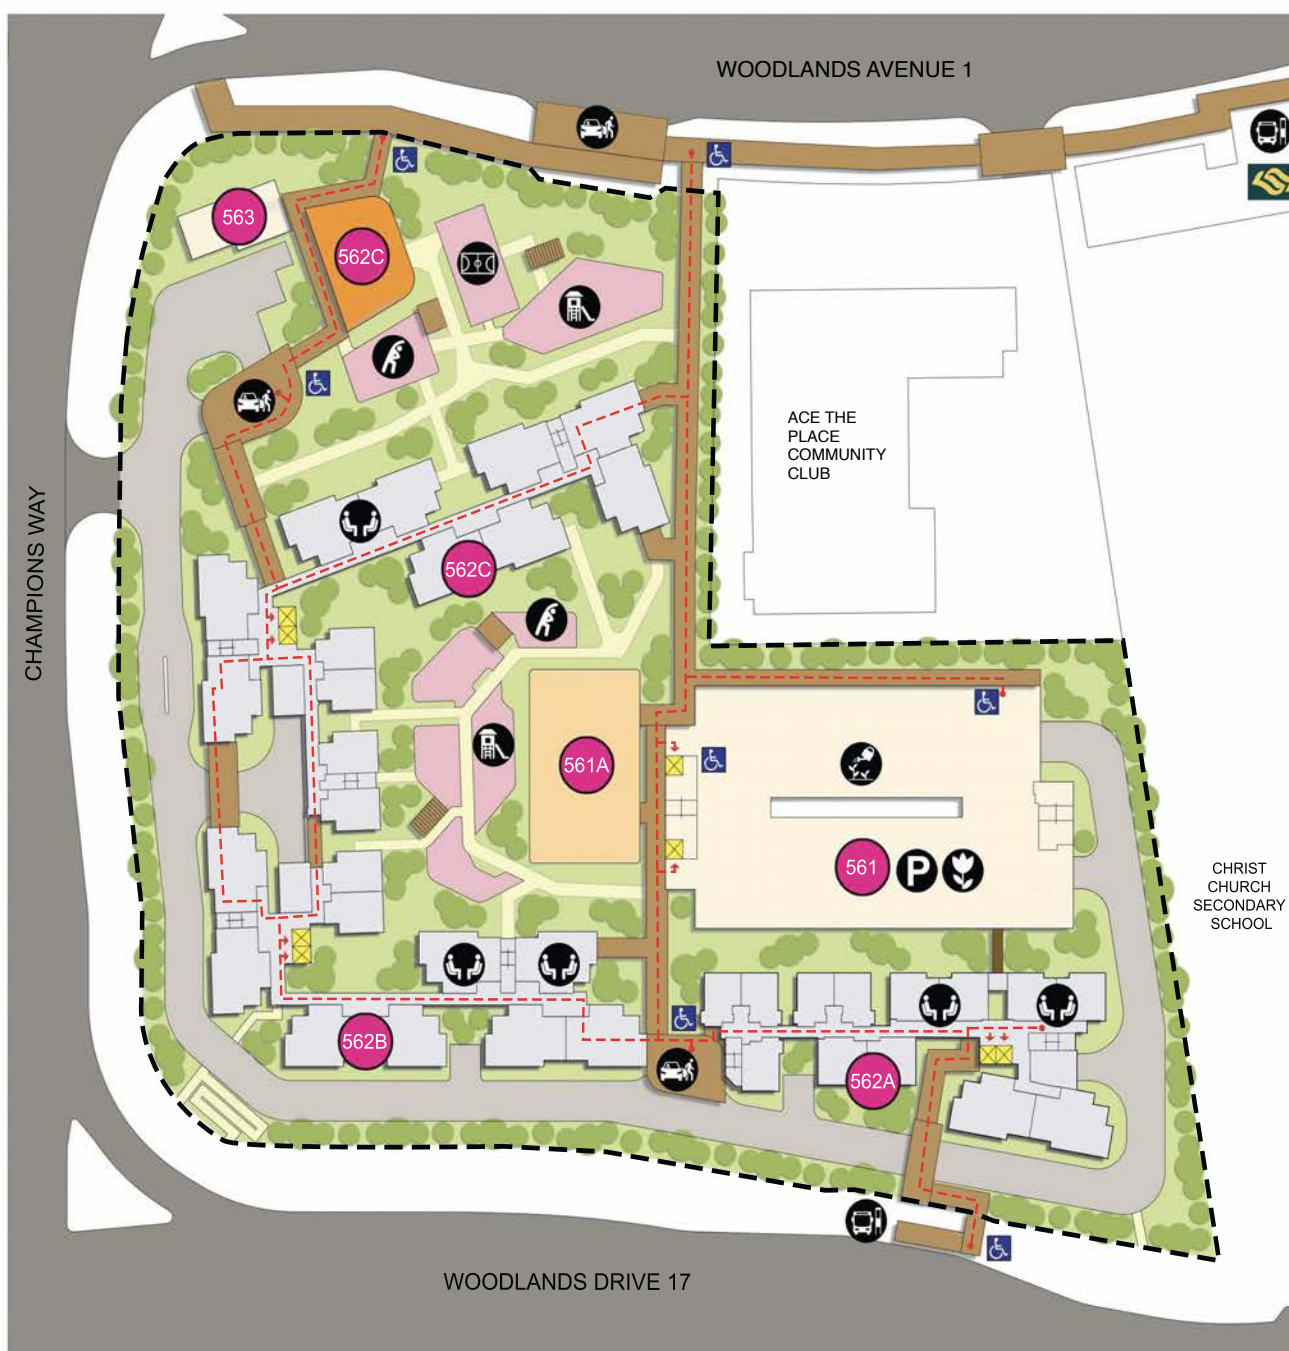 WOODLANDS AVENUE 1
563
562C
ACE THE
PLACE
COMMUNITY
CLUB
CHAMPIONS WAY
562C
561A
561
P
CHRIST
CHURCH
SECONDARY
SCHOOL
562B
562A
WOODLANDS DRIVE 17